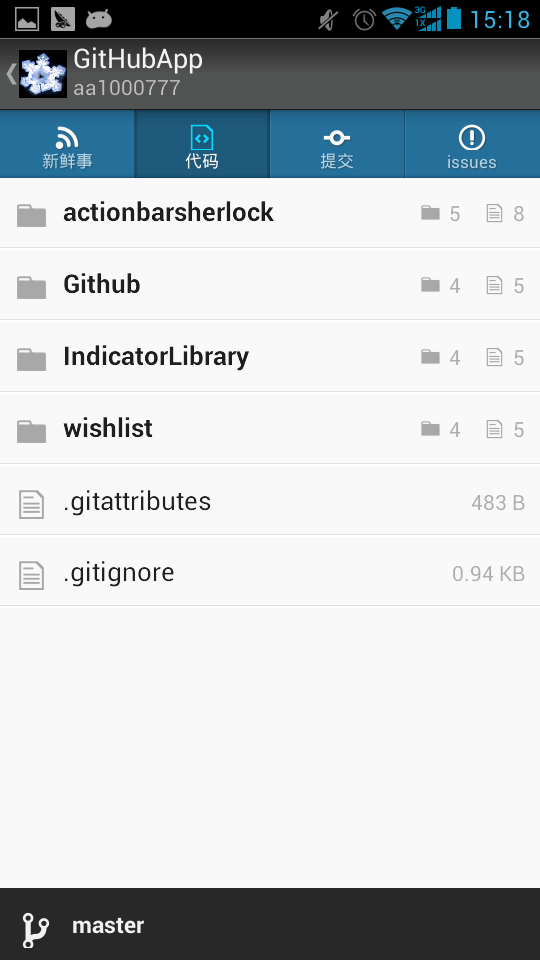 3G
1X
15:18
GitHubApp
aa1000777
新鲜事
代码
提交
issues
actionbarsherlock 5 8
Github 4 5
IndicatorLibrary 4 5
wishlist 4 5
.gitattributes 483 B
.gitignore 0.94 KB
master